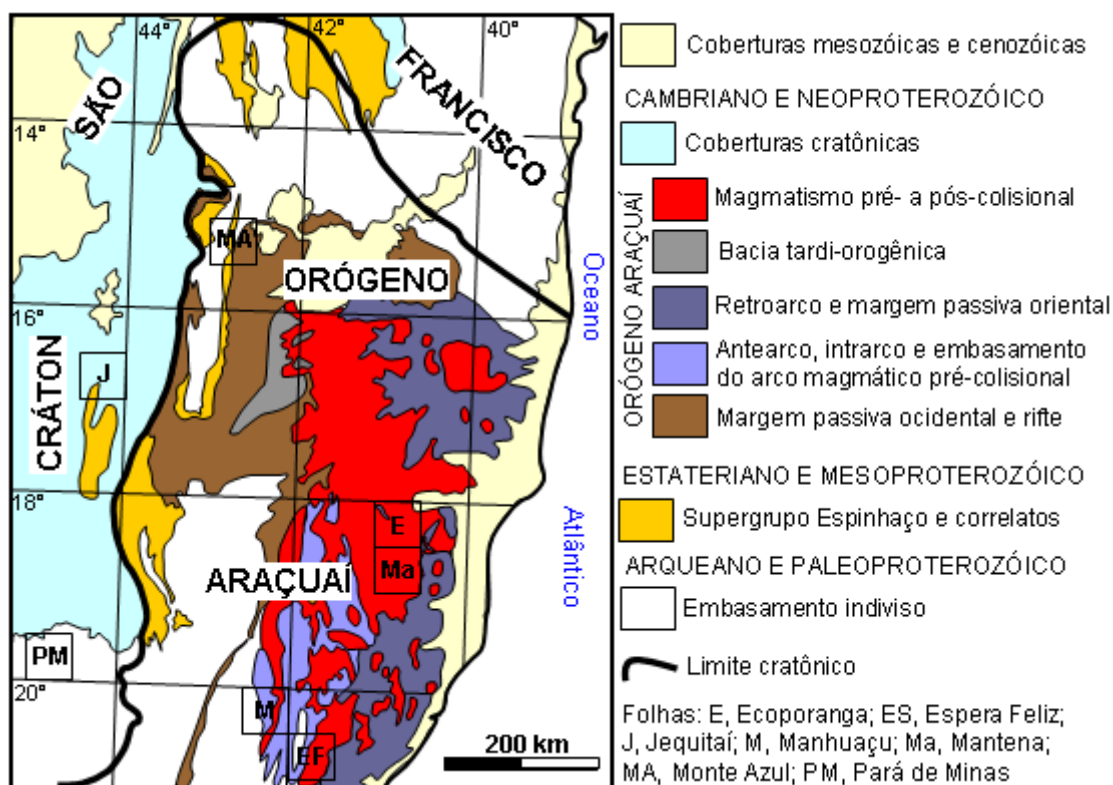 44°
42°
40°
SÃO
FRANCISCO
14°
MA
ORÓGENO
Oceano
16°
CRÁTON
J
18°
E
Atlântico
Ma
ARAÇUAÍ
PM
20°
M
EF
200 km
Coberturas mesozóicas e cenozóicas
CAMBRIANO E NEOPROTEROZÓICO
Coberturas cratônicas
ORÓGENO ARAÇUAÍ
Magmatismo pré- a pós-colisional
Bacia tardi-orogênica
Retroarco e margem passiva oriental
Antearco, intrarco e embasamento
do arco magmático pré-colisional
Margem passiva ocidental e rifte
ESTATERIANO E MESOPROTEROZÓICO
Supergrupo Espinhaço e correlatos
ARQUEANO E PALEOPROTEROZÓICO
Embasamento indiviso
Limite cratônico
Folhas: E, Ecoporanga; ES, Espera Feliz;
J, Jequitaí; M, Manhuaçu; Ma, Mantena;
MA, Monte Azul; PM, Pará de Minas